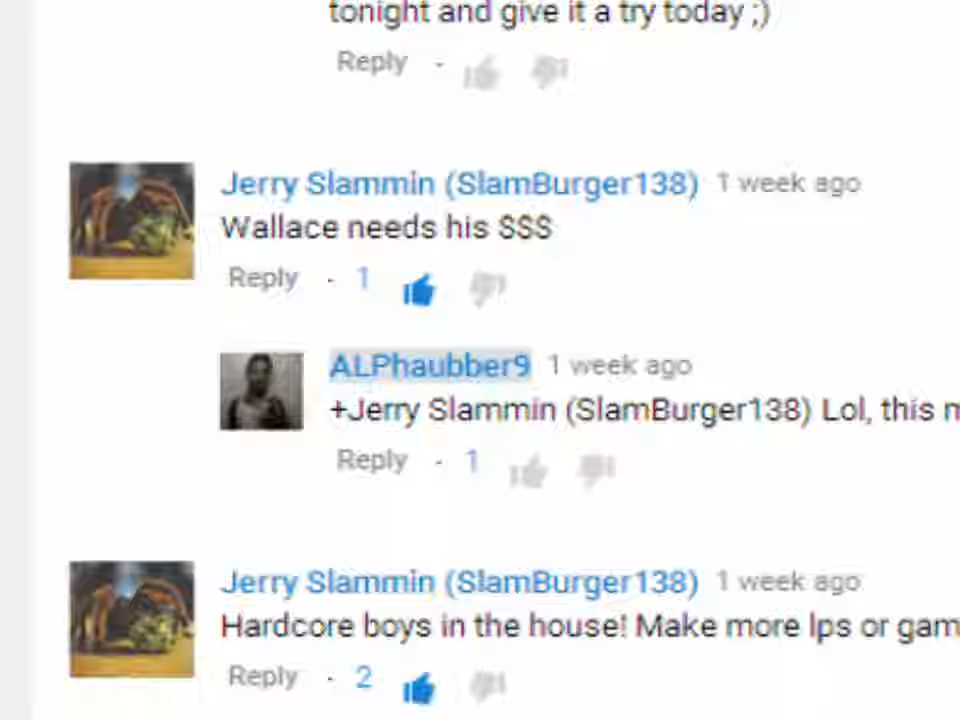 tonight and give it a try today ;)
Reply ·
Jerry Slammin (SlamBurger138) 1 week ago
Wallace needs his $$$
Reply · 1
ALPhaubber9 1 week ago
+Jerry Slammin (SlamBurger138) Lol, this m
Reply · 1
Jerry Slammin (SlamBurger138) 1 week ago
Hardcore boys in the house! Make more lps or gam
Reply · 2